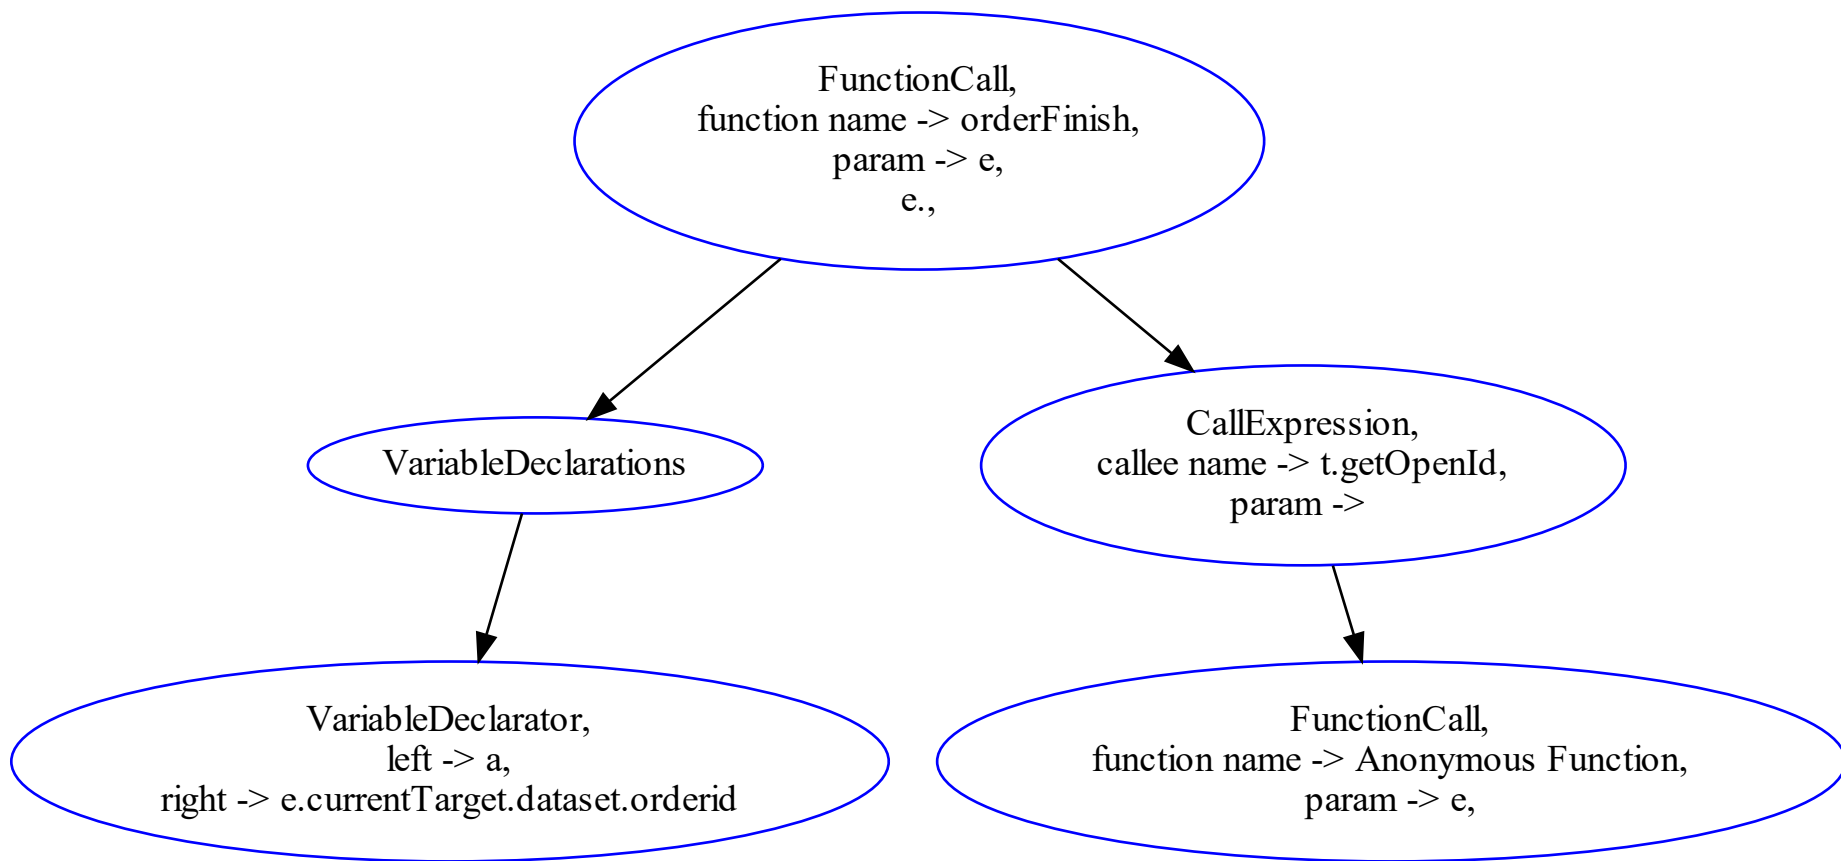 FunctionCall,
function name -> orderFinish,
param -> e,
e.,
VariableDeclarations
CallExpression,
callee name -> t.getOpenId,
param ->
VariableDeclarator,
left -> a,
right -> e.currentTarget.dataset.orderid
FunctionCall,
function name -> Anonymous Function,
param -> e,